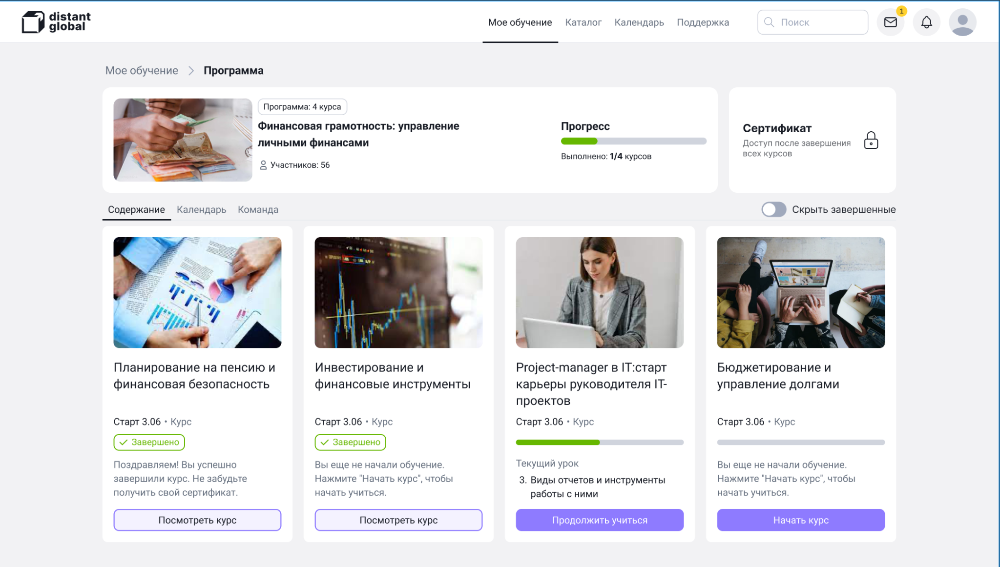 distant
global
Мое обучение
Каталог
Календарь
Поддержка
Поиск
1
Мое обучение
Программа
Программа: 4 курса
Финансовая грамотность: управление
личными финансами
Участников: 56
Прогресс
Выполнено: 1/4 курсов
Сертификат
Доступ после завершения
всех курсов
Содержание
Календарь
Команда
Скрыть завершенные
Планирование на пенсию и
финансовая безопасность
Старт 3.06 • Курс
Завершено
Поздравляем! Вы успешно
завершили курс. Не забудьте
получить свой сертификат.
Посмотреть курс
Инвестирование и
финансовые инструменты
Старт 3.06 • Курс
Завершено
Вы еще не начали обучение.
Нажмите "Начать курс", чтобы
начать учиться.
Посмотреть курс
Project-manager в IT:старт
карьеры руководителя IT-
проектов
Старт 3.06 • Курс
Текущий урок
3. Виды отчетов и инструменты
работы с ними
Продолжить учиться
Бюджетирование и
управление долгами
Старт 3.06 • Курс
Вы еще не начали обучение.
Нажмите "Начать курс", чтобы
начать учиться.
Начать курс